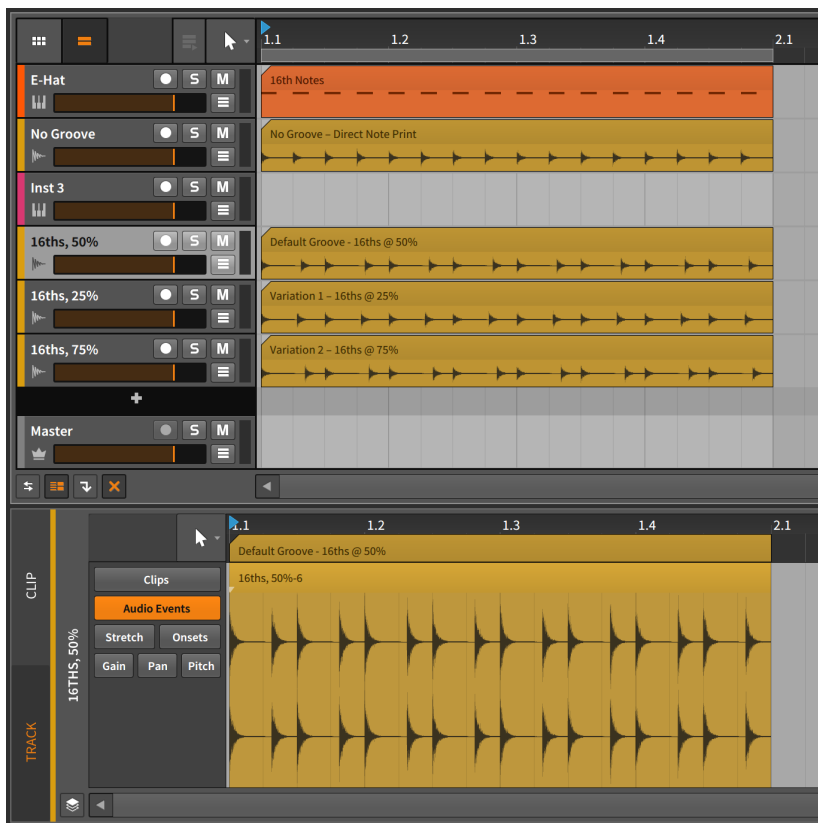 1.1 1.2 1.3 1.4 2.1
E-Hat S M
16th Notes
No Groove S M
No Groove – Direct Note Print
Inst 3 S M
16ths, 50% S M
Default Groove - 16ths @ 50%
16ths, 25% S M
Variation 1 – 16ths @ 25%
16ths, 75% S M
Variation 2 – 16ths @ 75%
Master S M
1.1 1.2 1.3 1.4 2.1
Default Groove - 16ths @ 50%
CLIP
TRACK
16THS, 50%
Clips
Audio Events
Stretch Onsets
Gain Pan Pitch
16ths, 50%-6